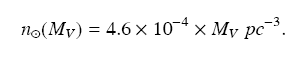 n⊙(M_V) = 4.6 × 10⁻⁴ × M_V pc⁻³.